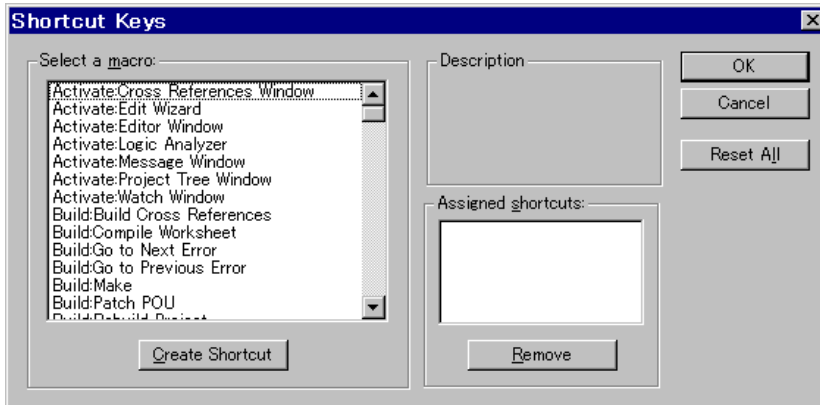 Shortcut Keys
Select a macro:
Activate:Cross References Window
Activate:Edit Wizard
Activate:Editor Window
Activate:Logic Analyzer
Activate:Message Window
Activate:Project Tree Window
Activate:Watch Window
Build:Build Cross References
Build:Compile Worksheet
Build:Go to Next Error
Build:Go to Previous Error
Build:Make
Build:Patch POU
Build:Rebuild Project
Create Shortcut
Description
Assigned shortcuts:
Remove
OK
Cancel
Reset All